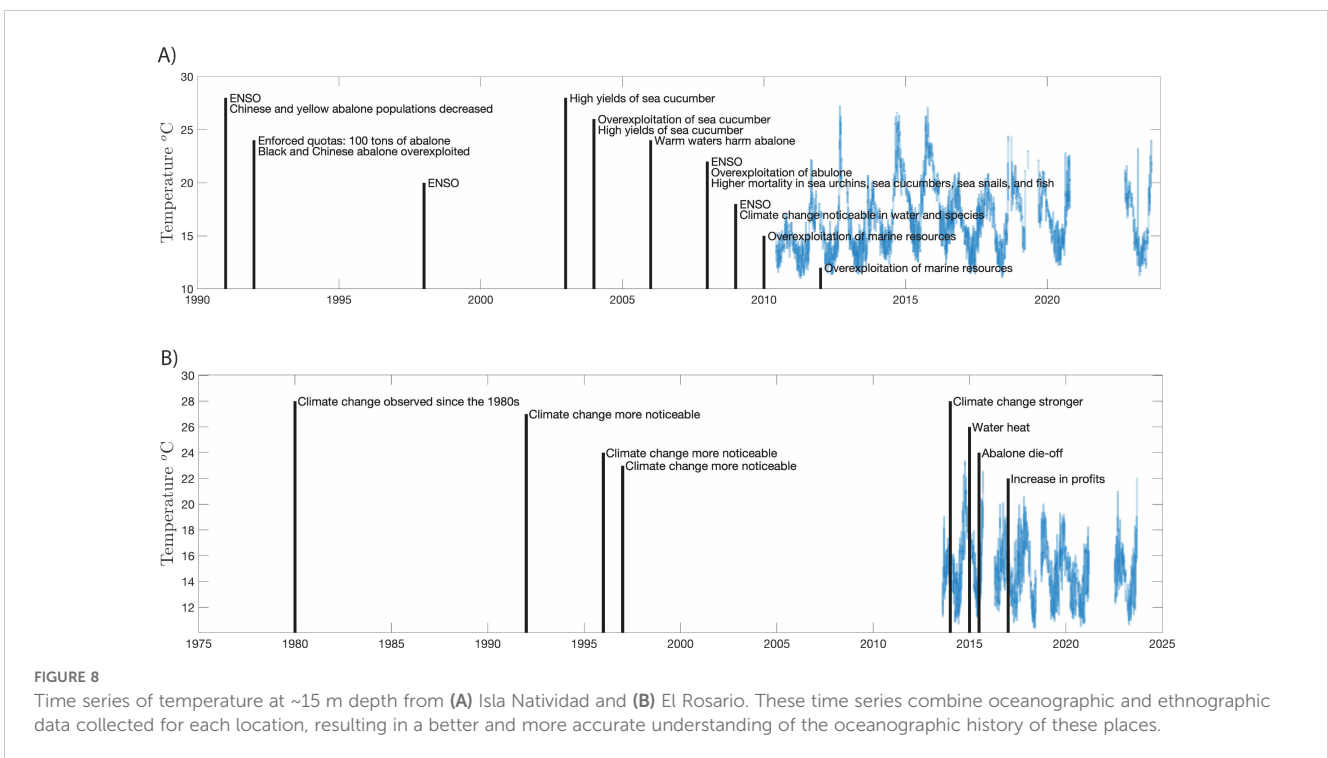 A)
30
25
20
15
10
Temperature °C
ENSO
Chinese and yellow abalone populations decreased
Enforced quotas: 100 tons of abalone
Black and Chinese abalone overexploited
ENSO
High yields of sea cucumber
Overexploitation of sea cucumber
High yields of sea cucumber
Warm waters harm abalone
ENSO
Overexploitation of abulone
Higher mortality in sea urchins, sea cucumbers, sea snails, and fish
ENSO
Climate change noticeable in water and species
Overexploitation of marine resources
Overexploitation of marine resources
1990 1995 2000 2005 2010 2015 2020
B)
30
28
26
24
22
20
18
16
14
12
Temperature °C
Climate change observed since the 1980s
Climate change more noticeable
Climate change more noticeable
Climate change more noticeable
Climate change stronger
Water heat
Abalone die-off
Increase in profits
1975 1980 1985 1990 1995 2000 2005 2010 2015 2020 2025
FIGURE 8
Time series of temperature at ~15 m depth from (A) Isla Natividad and (B) El Rosario. These time series combine oceanographic and ethnographic
data collected for each location, resulting in a better and more accurate understanding of the oceanographic history of these places.